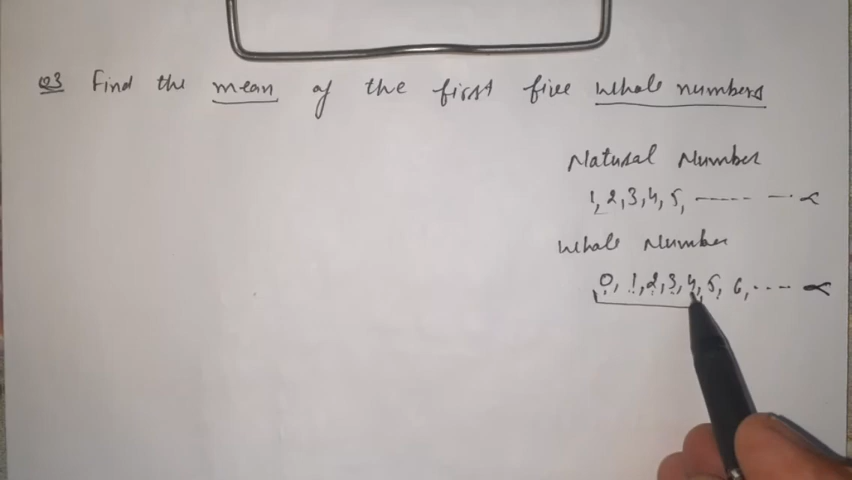 Q3 Find the mean of the first five whole numbers
Natural Number
1, 2, 3, 4, 5, ------ -- ∝
Whole Number
0, 1, 2, 3, 4, 5, 6, ---- ∝